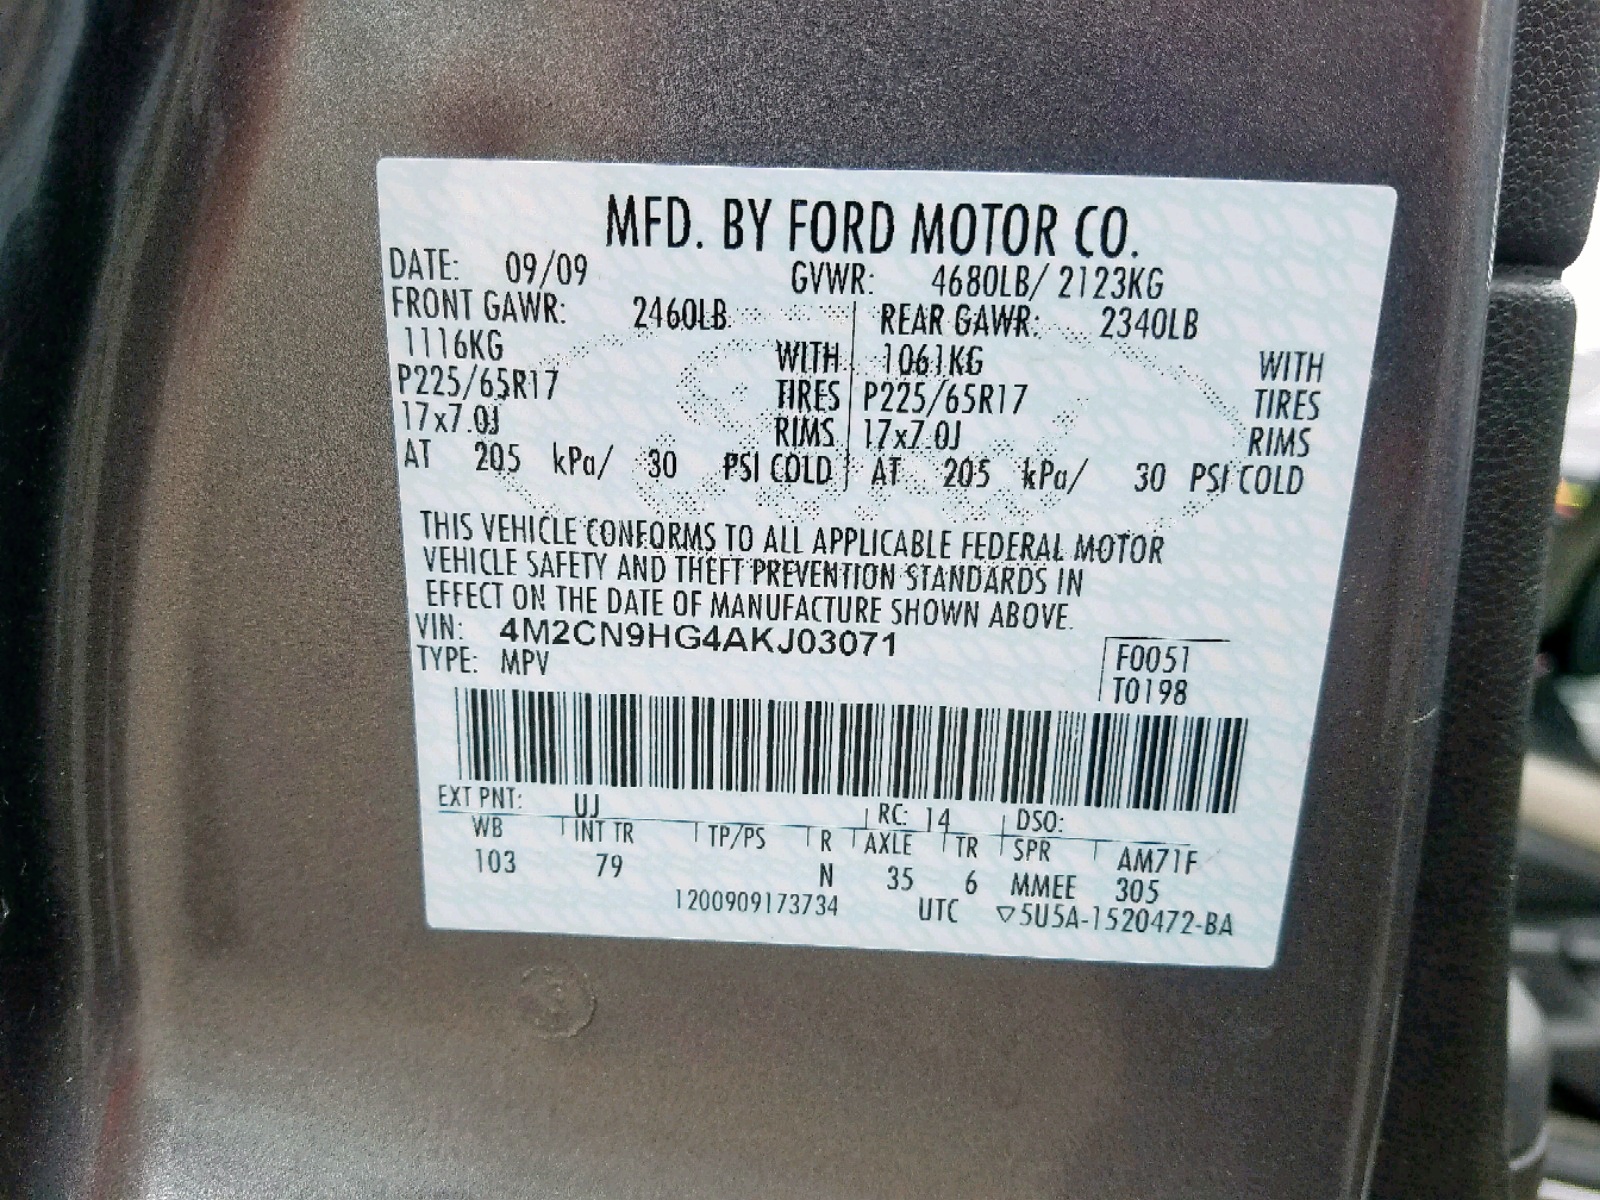 MFD. BY FORD MOTOR CO.
DATE: 09/09 GVWR: 4680LB/ 2123KG
FRONT GAWR: 2460LB REAR GAWR: 2340LB
1116KG WITH 1061KG WITH
P225/65R17 TIRES P225/65R17 TIRES
17x7.0J RIMS 17x7.0J RIMS
AT 205 kPa/ 30 PSI COLD AT 205 kPa/ 30 PSI COLD
THIS VEHICLE CONFORMS TO ALL APPLICABLE FEDERAL MOTOR
VEHICLE SAFETY AND THEFT PREVENTION STANDARDS IN
EFFECT ON THE DATE OF MANUFACTURE SHOWN ABOVE.
VIN: 4M2CN9HG4AKJ03071
TYPE: MPV
F0051
T0198
EXT PNT: UJ RC: 14 DSO:
WB INT TR TP/PS R AXLE TR SPR AM71F
103 79 N 35 6 MMEE 305
1200909173734 UTC ▽5U5A-1520472-BA